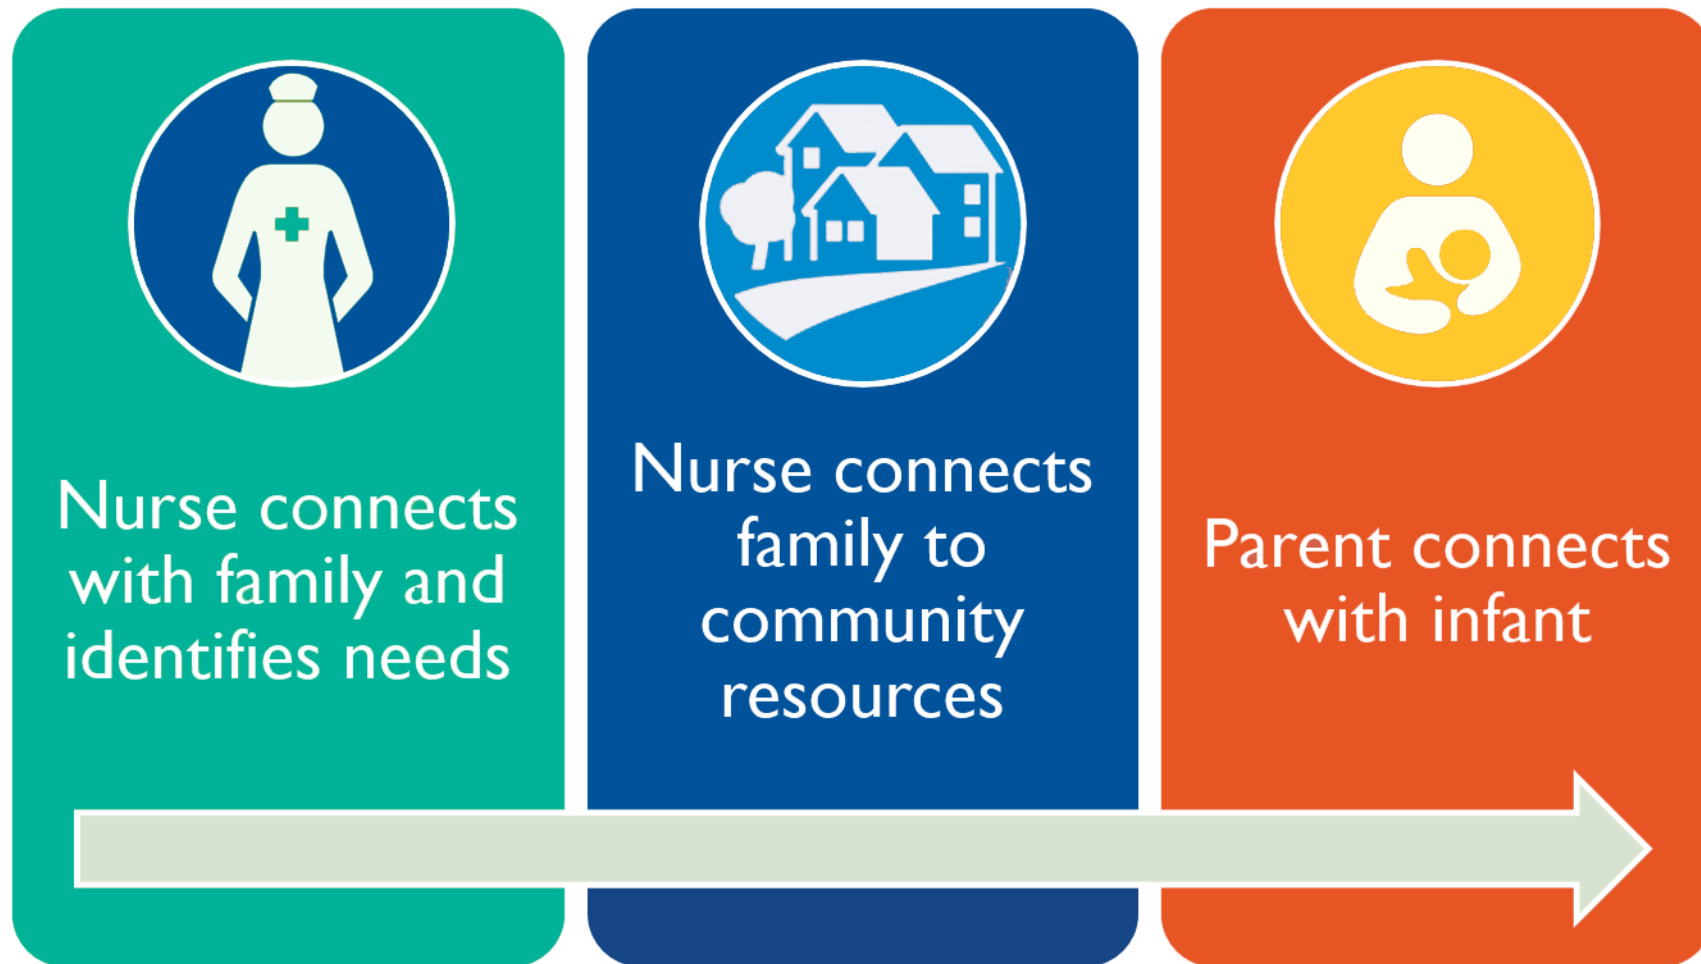 Nurse connects
with family and
identifies needs
Nurse connects
family to
community
resources
Parent connects
with infant